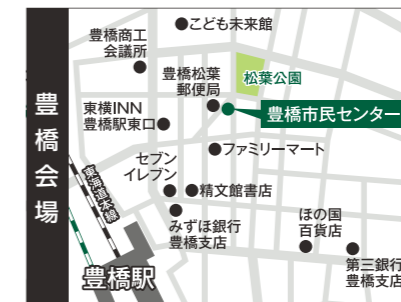 豊橋会場
こども未来館
豊橋商工
会議所
豊橋松葉
郵便局
松葉公園
東横INN
豊橋駅東口
豊橋市民センター
ファミリーマート
セブン
イレブン
精文館書店
東海道本線
みずほ銀行
豊橋支店
ほの国
百貨店
豊橋駅
第三銀行
豊橋支店